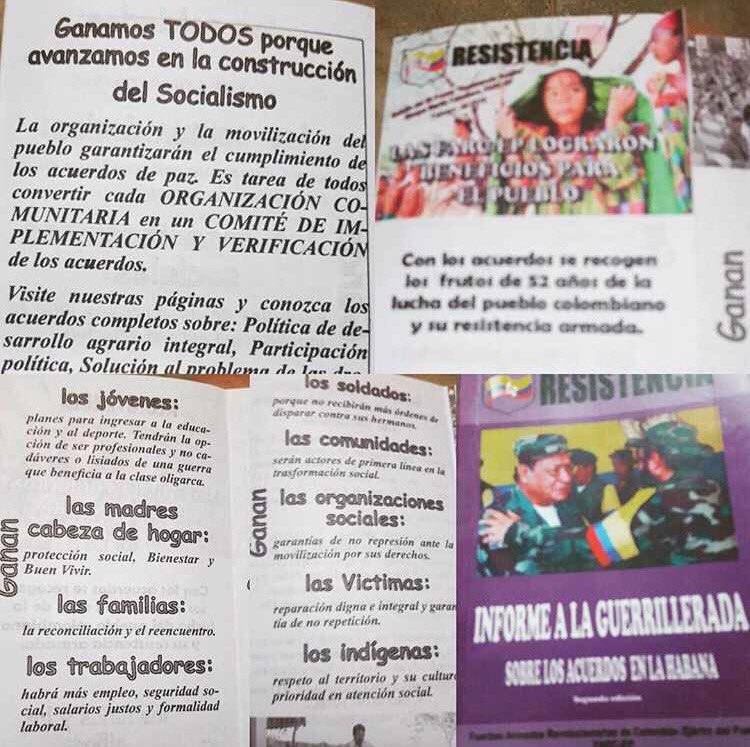 Ganamos TODOS porque
avanzamos en la construcción
del Socialismo
La organización y la movilización del
pueblo garantizarán el cumplimiento de
los acuerdos de paz. Es tarea de todos
convertir cada ORGANIZACIÓN CO-
MUNITARIA en un COMITÉ DE IM-
PLEMENTACIÓN Y VERIFICACIÓN
de los acuerdos.
Visite nuestras páginas y conozca los
acuerdos completos sobre: Política de de-
sarrollo agrario integral, Participación
política, Solución al problema de las
RESISTENCIA
LAS FARC-EP LOGRARON
BENEFICIOS PARA
EL PUEBLO
Con los acuerdos se recogen
los frutos de 52 años de la
lucha del pueblo colombiano
y su resistencia armada.
Ganan
los jóvenes:
planes para ingresar a la educa-
ción y al deporte. Tendrán la op-
ción de ser profesionales y no ca-
dáveres o lisiados de una guerra
que beneficia a la clase oligarca.
las madres
cabeza de hogar:
protección social, Bienestar y
Buen Vivir.
las familias:
la reconciliación y el reencuentro.
los trabajadores:
habrá más empleo, seguridad so-
cial, salarios justos y formalidad
laboral.
Ganan
los soldados:
porque no recibirán más órdenes de
disparar contra sus hermanos.
las comunidades:
serán actores de primera línea en la
trasformación social.
las organizaciones
sociales:
garantías de no represión ante la
movilización por sus derechos.
las Victimas:
reparación digna e integral y garan
tía de no repetición.
los indígenas:
respeto al territorio y su cultura
prioridad en atención social.
Ganan
RESISTENCIA
INFORME A LA GUERRILLERADA
SOBRE LOS ACUERDOS EN LA HABANA
Segunda edición
Fuerzas Armadas Revolucionarias de Colombia- Ejército del